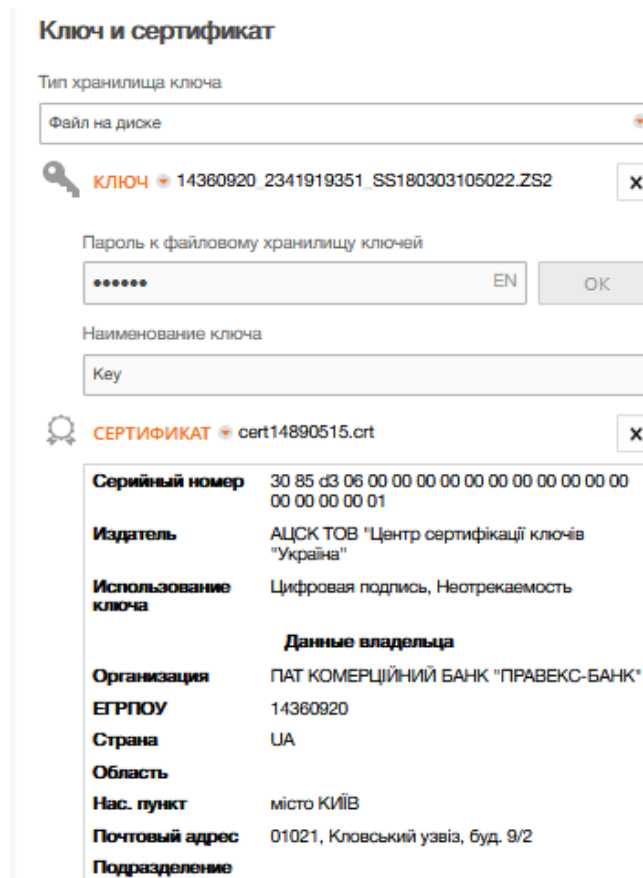 Ключ и сертификат
Тип хранилища ключа
Файл на диске
КЛЮЧ 14360920_2341919351_SS180303105022.ZS2 x
Пароль к файловому хранилищу ключей
•••••• EN ОК
Наименование ключа
Key
СЕРТИФИКАТ cert14890515.crt x
Серийный номер 30 85 d3 06 00 00 00 00 00 00 00 00 00 00 00
00 00 00 00 01
Издатель АЦСК ТОВ "Центр сертифікації ключів
"Україна"
Использование Цифровая подпись, Неотрекаемость
ключа
Данные владельца
Организация ПАТ КОМЕРЦІЙНИЙ БАНК "ПРАВЕКС-БАНК"
ЕГРПОУ 14360920
Страна UA
Область
Нас. пункт місто КИЇВ
Почтовый адрес 01021, Кловський узвіз, буд. 9/2
Подразделение